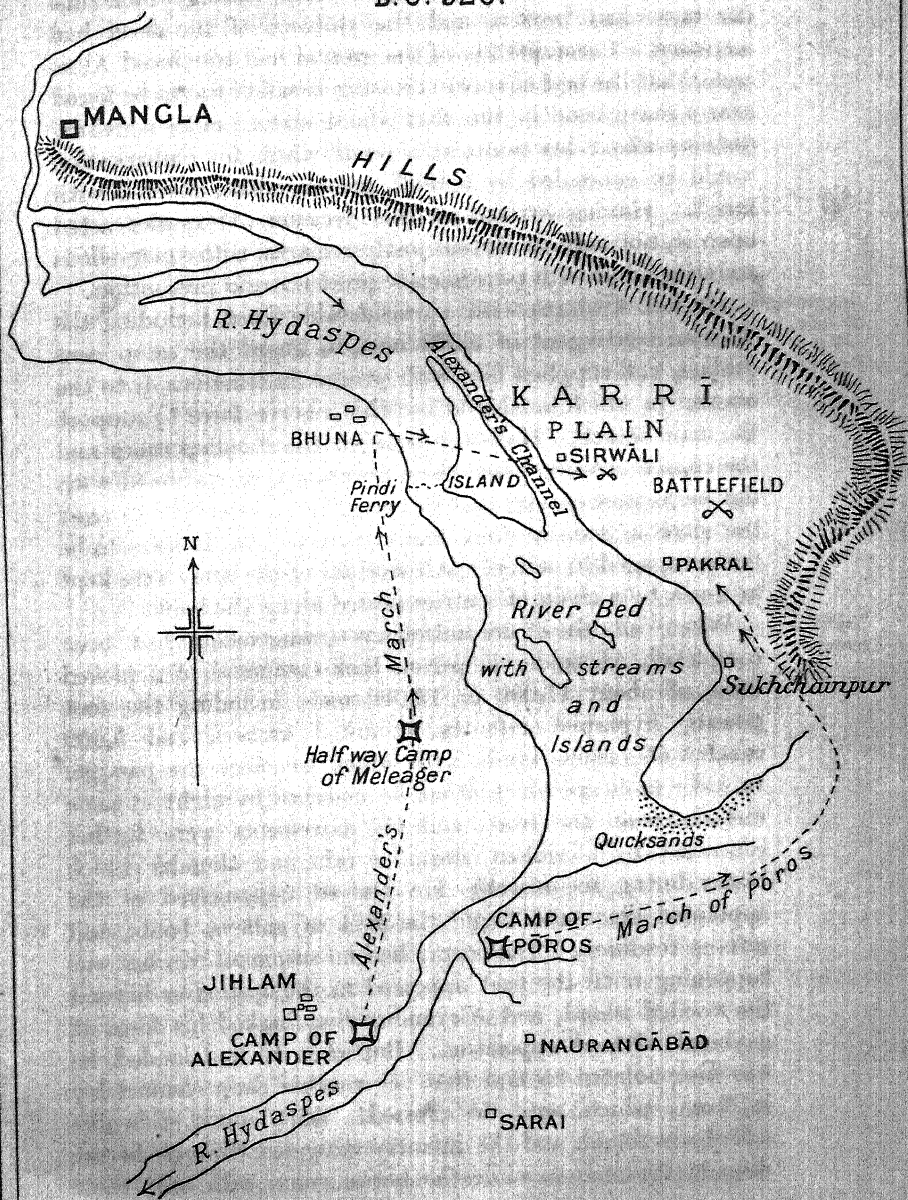 MANGLA
HILLS
R. Hydaspes
Alexander's Channel
KARRĪ
PLAIN
BHUNA
SIRWĀLI
ISLAND
Pindi
Ferry
BATTLEFIELD
N
PAKRAL
March
River Bed
with streams
and
Islands
Sukhchainpur
Halfway Camp
of Meleager
Quicksands
Alexander's
March of Pōros
CAMP OF
PŌROS
JIHLAM
CAMP OF
ALEXANDER
NAURANGĀBĀD
R. Hydaspes
SARAI